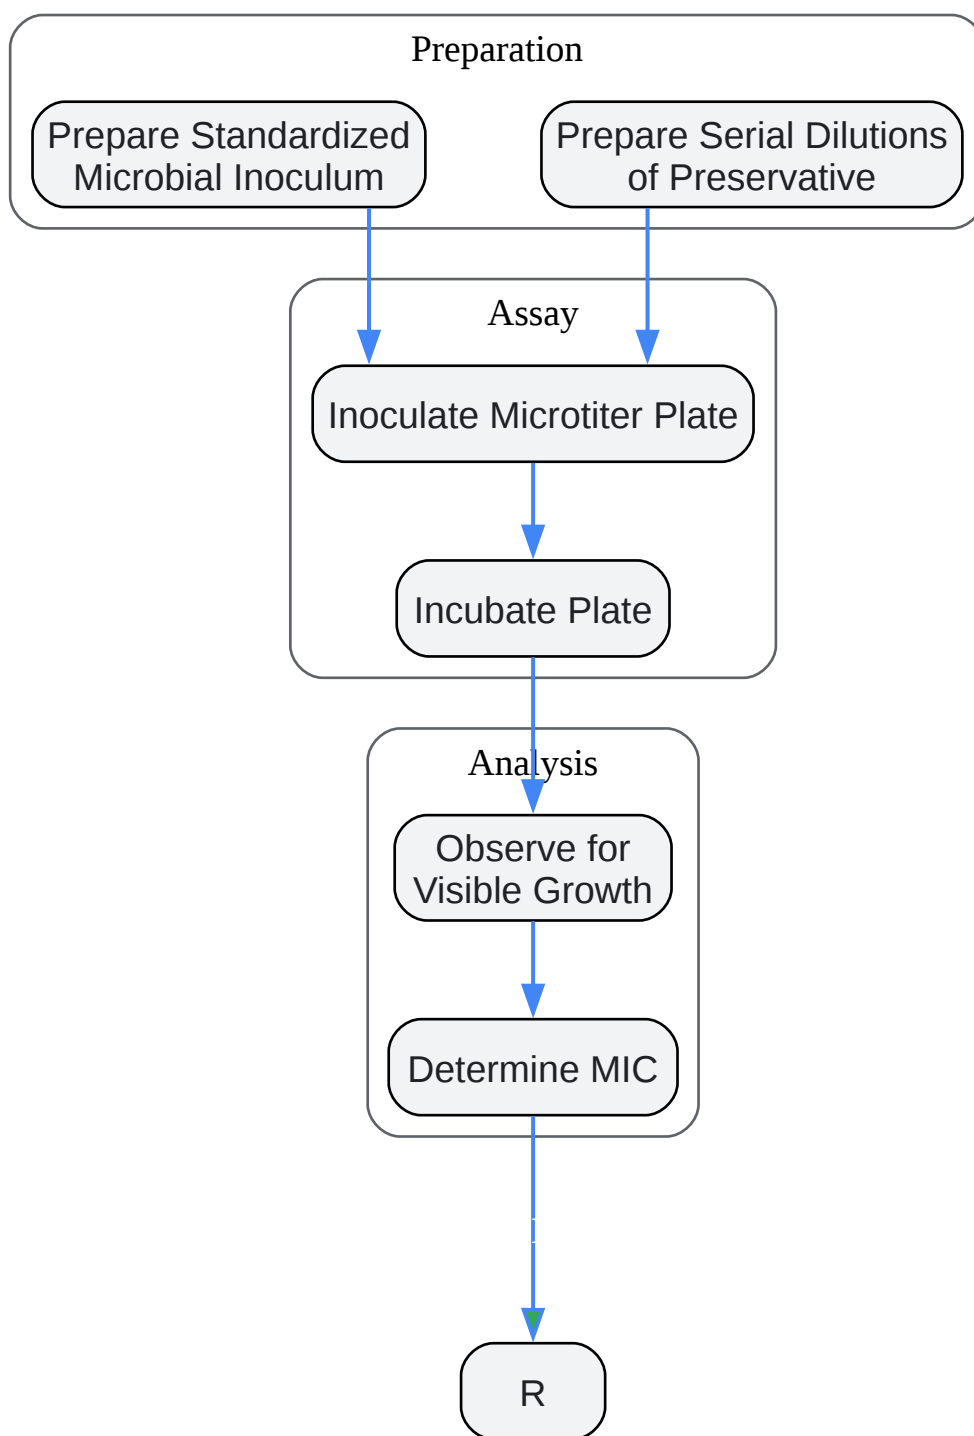 Preparation
Prepare Standardized
Microbial Inoculum
Prepare Serial Dilutions
of Preservative
Assay
Inoculate Microtiter Plate
Incubate Plate
Analysis
Observe for
Visible Growth
Determine MIC
R